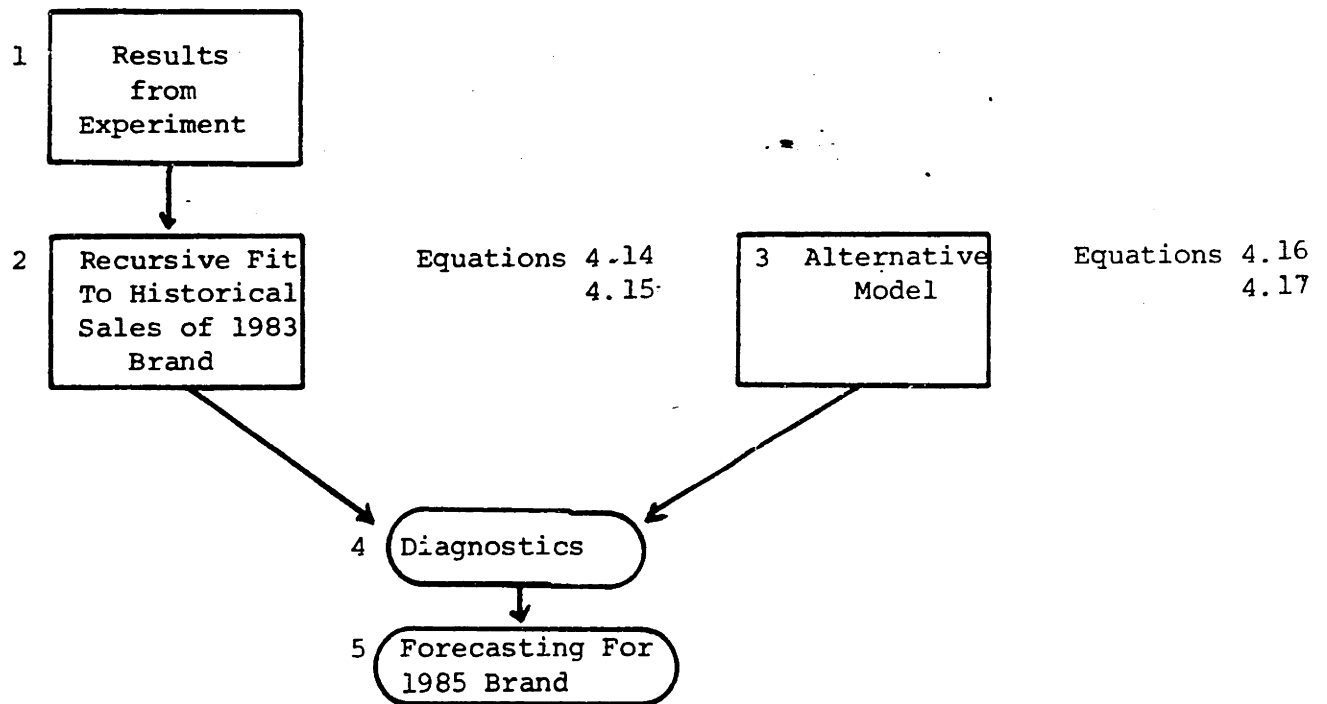 1 Results
from
Experiment
2 Recursive Fit
To Historical
Sales of 1983
Brand
Equations 4.14
4.15
3 Alternative
Model
Equations 4.16
4.17
4 Diagnostics
5 Forecasting For
1985 Brand